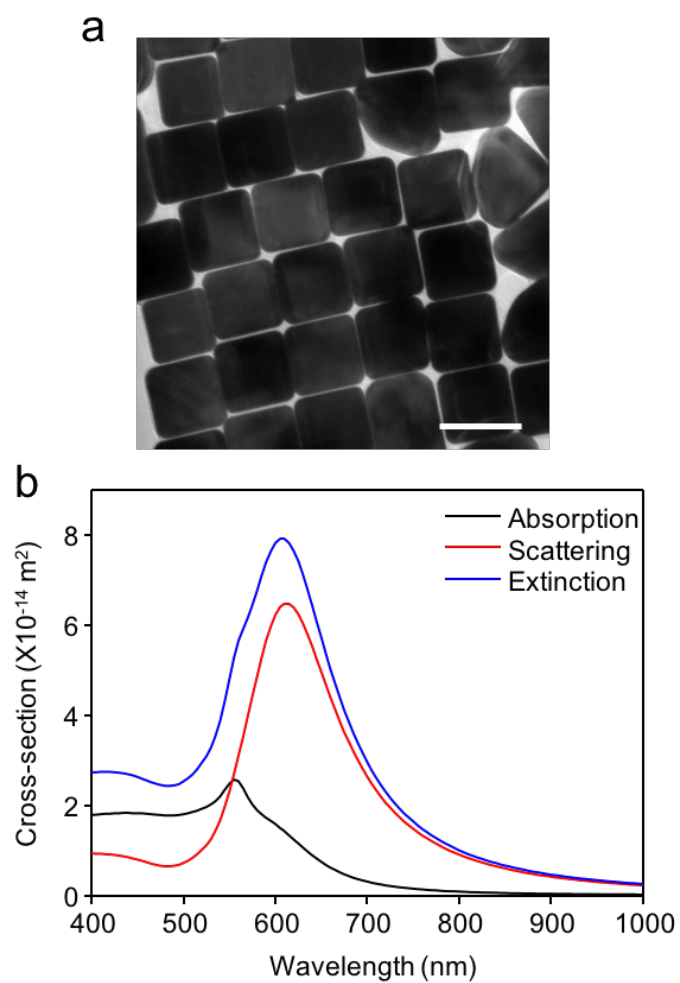 a
b
Absorption
Scattering
Extinction
Cross-section (X10⁻¹⁴ m²)
8
6
4
2
0
400 500 600 700 800 900 1000
Wavelength (nm)